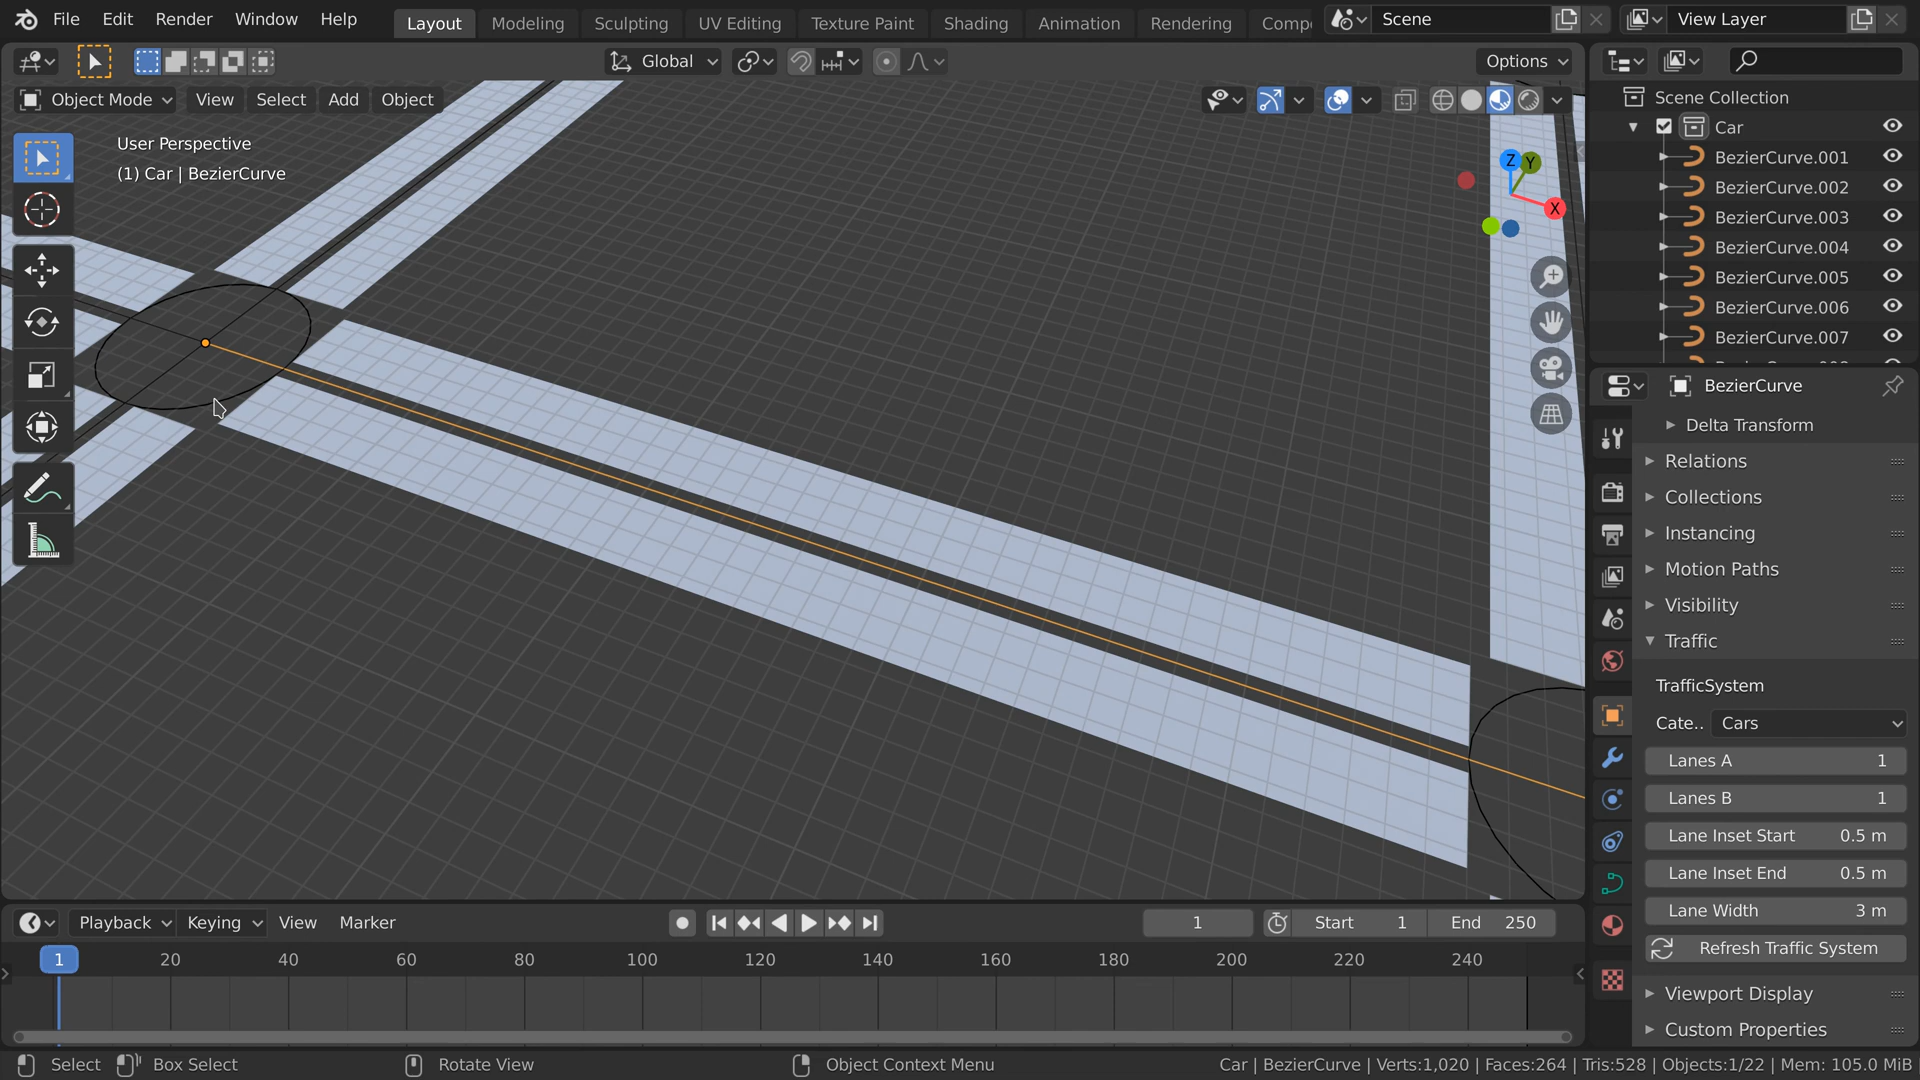 File Edit Render Window Help Layout Modeling Sculpting UV Editing Texture Paint Shading Animation Rendering Comp Scene View Layer
Global Options
Object Mode View Select Add Object
User Perspective
(1) Car | BezierCurve
Z Y
X
Scene Collection
Car
BezierCurve.001
BezierCurve.002
BezierCurve.003
BezierCurve.004
BezierCurve.005
BezierCurve.006
BezierCurve.007
BezierCurve
Delta Transform
Relations
Collections
Instancing
Motion Paths
Visibility
Traffic
TrafficSystem
Cate.. Cars
Lanes A 1
Lanes B 1
Lane Inset Start 0.5 m
Lane Inset End 0.5 m
Lane Width 3 m
Refresh Traffic System
Viewport Display
Custom Properties
Playback Keying View Marker 1 Start 1 End 250
1 20 40 60 80 100 120 140 160 180 200 220 240
Select Box Select Rotate View Object Context Menu Car | BezierCurve | Verts:1,020 | Faces:264 | Tris:528 | Objects:1/22 | Mem: 105.0 MiB